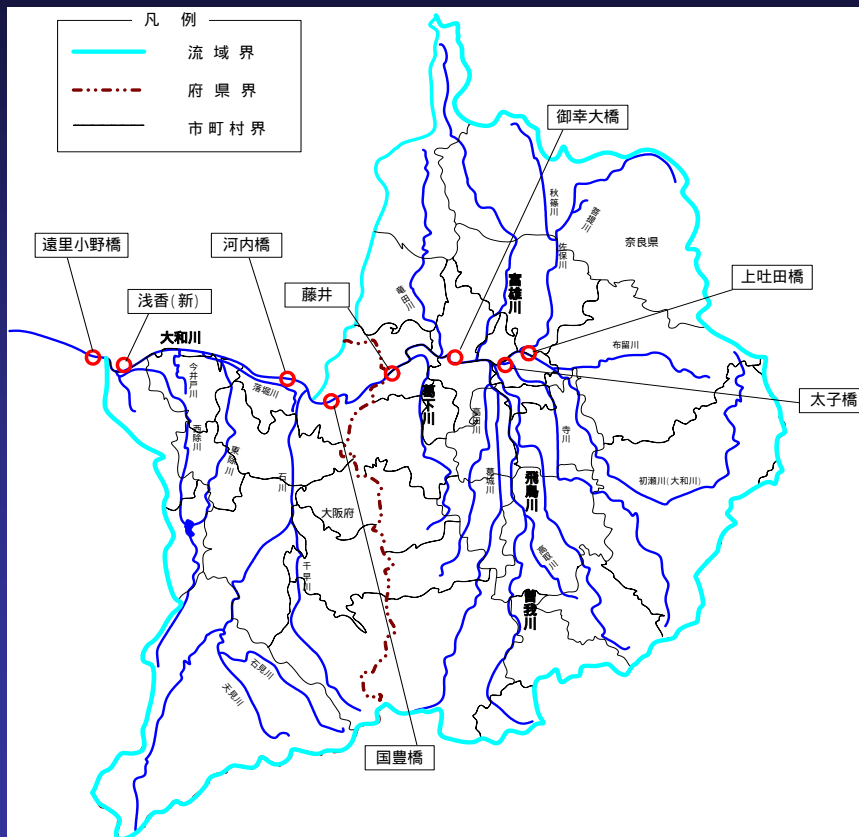 凡 例
流 域 界
府 県 界
市 町 村 界
御幸大橋
遠里小野橋
河内橋
浅香(新)
藤井
上吐田橋
太子橋
国豊橋
大和川
今井戸川
落堀川
西除川
東除川
石川
千早川
大阪府
石見川
天見川
竜田川
富雄川
秋篠川
菩提川
佐保川
奈良県
布留川
葛下川
高田川
葛城川
飛鳥川
寺川
初瀬川(大和川)
曽我川